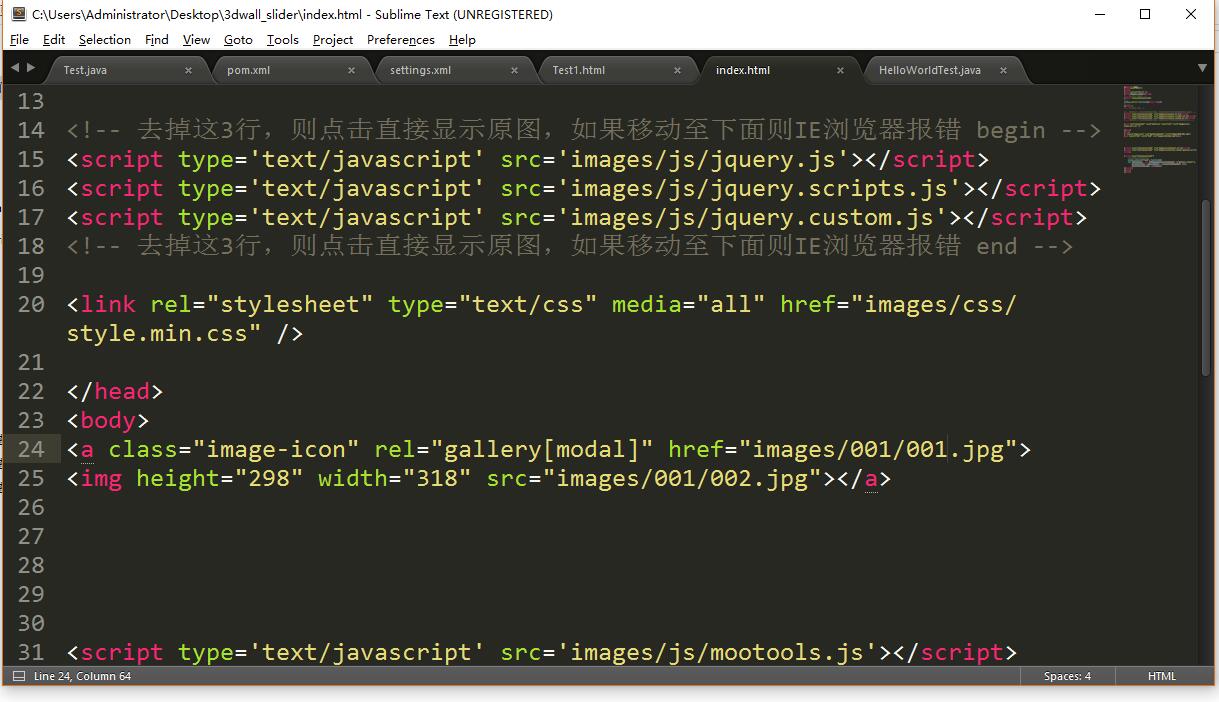 C:\Users\Administrator\Desktop\3dwall_slider\index.html - Sublime Text (UNREGISTERED)
File Edit Selection Find View Goto Tools Project Preferences Help
Test.java pom.xml settings.xml Test1.html index.html HelloWorldTest.java
13
14 <!-- 去掉这3行，则点击直接显示原图，如果移动至下面则IE浏览器报错 begin -->
15 <script type='text/javascript' src='images/js/jquery.js'></script>
16 <script type='text/javascript' src='images/js/jquery.scripts.js'></script>
17 <script type='text/javascript' src='images/js/jquery.custom.js'></script>
18 <!-- 去掉这3行，则点击直接显示原图，如果移动至下面则IE浏览器报错 end -->
19
20 <link rel="stylesheet" type="text/css" media="all" href="images/css/
style.min.css" />
21
22 </head>
23 <body>
24 <a class="image-icon" rel="gallery[modal]" href="images/001/001.jpg">
25 <img height="298" width="318" src="images/001/002.jpg"></a>
26
27
28
29
30
31 <script type='text/javascript' src='images/js/mootools.js'></script>
Line 24, Column 64 Spaces: 4 HTML